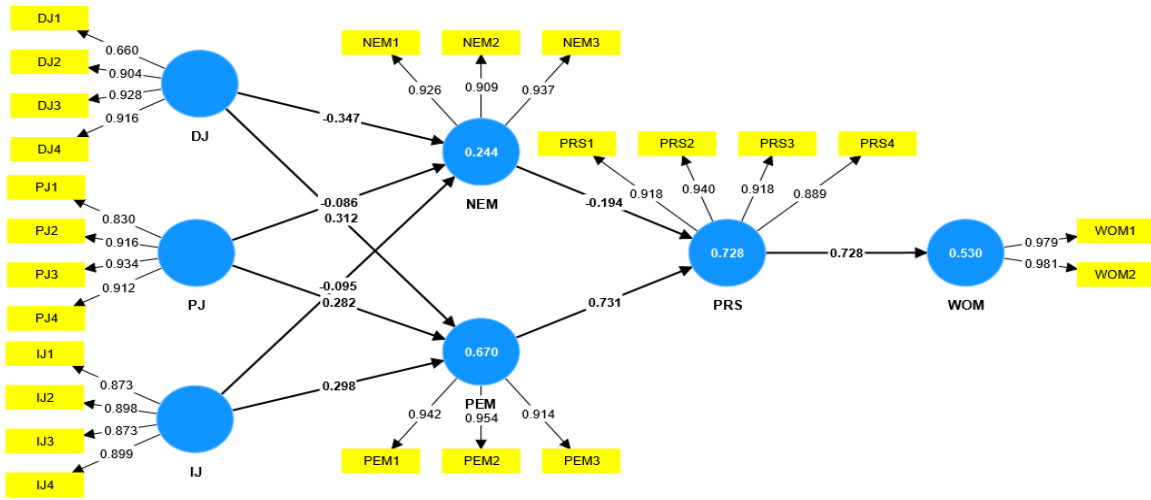 DJ1
0.660
DJ2
0.904
DJ3
0.928
DJ4
0.916
DJ
PJ1
0.830
PJ2
0.916
PJ3
0.934
PJ4
0.912
PJ
IJ1
0.873
IJ2
0.898
IJ3
0.873
IJ4
0.899
IJ
-0.347
-0.086
0.312
-0.095
0.282
0.298
NEM1 NEM2 NEM3
0.926 0.909 0.937
0.244
NEM
0.670
PEM
0.942 0.954 0.914
PEM1 PEM2 PEM3
-0.194
0.731
PRS1 PRS2 PRS3 PRS4
0.918 0.940 0.918 0.889
0.728
PRS
0.728
0.530
WOM
0.979
WOM1
0.981
WOM2